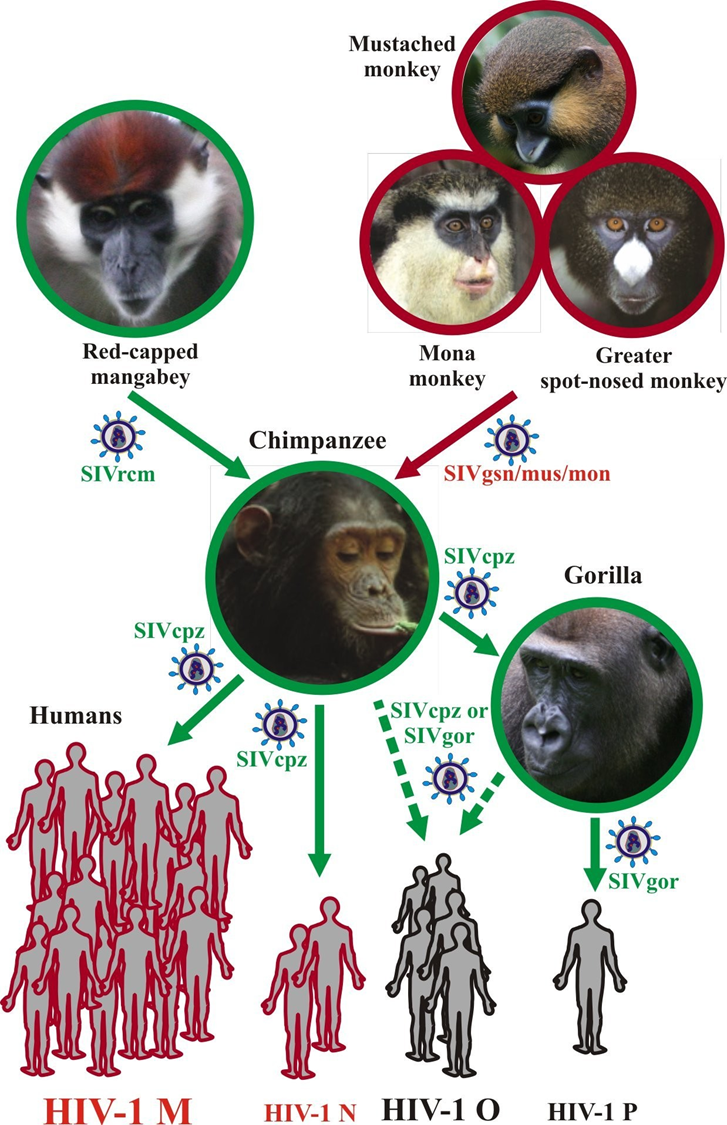 Mustached
monkey
Red-capped
mangabey
Mona
monkey
Greater
spot-nosed monkey
SIVrcm
Chimpanzee
SIVgsn/mus/mon
SIVcpz
Gorilla
SIVcpz
Humans
SIVcpz
SIVcpz or
SIVgor
SIVgor
HIV-1 M
HIV-1 N
HIV-1 O
HIV-1 P